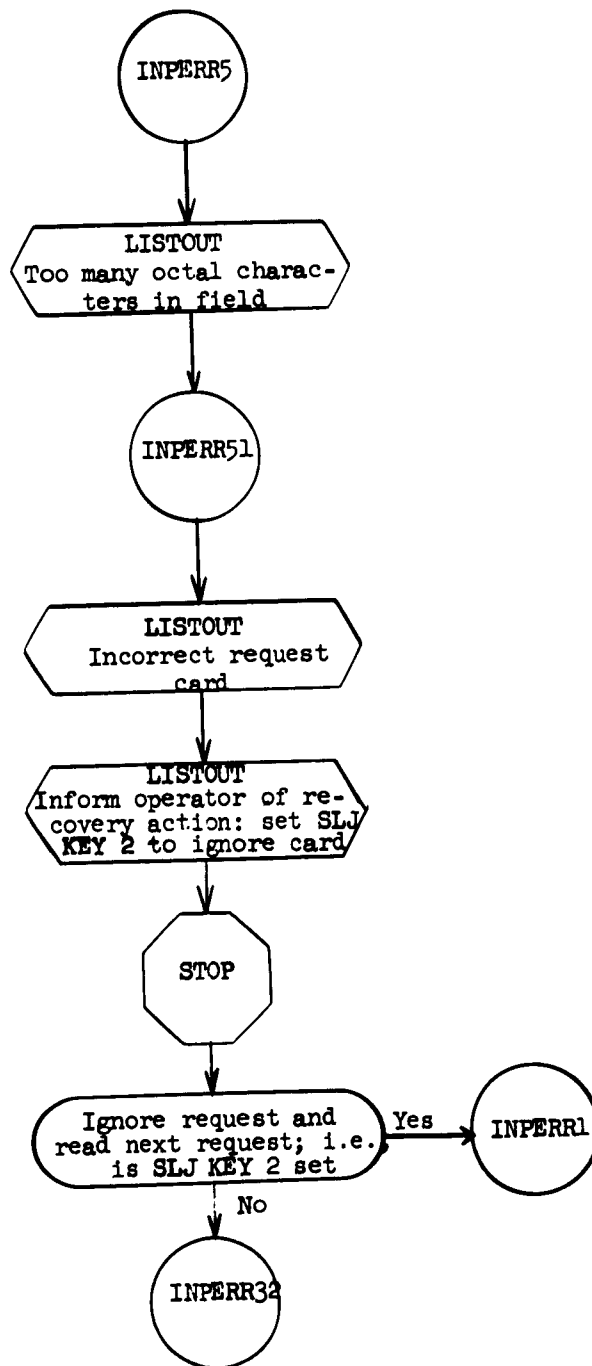 INPERR5
LISTOUT
Too many octal charac-
ters in field
INPERR51
LISTOUT
Incorrect request
card
LISTOUT
Inform operator of re-
covery action: set SLJ
KEY 2 to ignore card
STOP
Ignore request and
read next request; i.e.,
is SLJ KEY 2 set
Yes
INPERR1
No
INPERR32